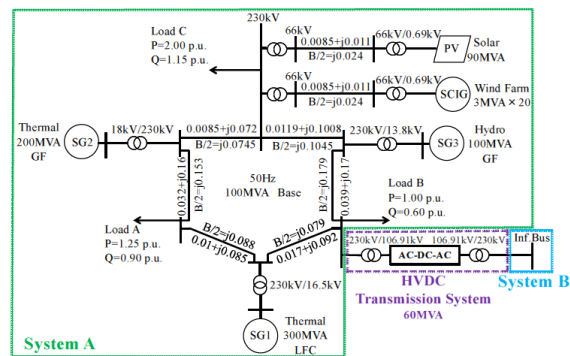 230kV
Load C
P=2.00 p.u.
Q=1.15 p.u.
66kV
0.0085+j0.011
B/2=j0.024
66kV/0.69kV
PV
Solar
90MVA
66kV
0.0085+j0.011
B/2=j0.024
66kV/0.69kV
SCIG
Wind Farm
3MVA × 20
Thermal
200MVA
GF
SG2
18kV/230kV
0.0085+j0.072
B/2=j0.0745
0.0119+j0.1008
B/2=j0.1045
230kV/13.8kV
SG3
Hydro
100MVA
GF
0.032+j0.16
B/2=j0.153
50Hz
100MVA Base
B/2=j0.179
0.039+j0.17
Load A
P=1.25 p.u.
Q=0.90 p.u.
Load B
P=1.00 p.u.
Q=0.60 p.u.
B/2=j0.088
0.01+j0.085
B/2=j0.079
0.017+j0.092
230kV/106.91kV
106.91kV/230kV
AC-DC-AC
Inf.Bus
HVDC
Transmission System
60MVA
System B
230kV/16.5kV
SG1
Thermal
300MVA
LFC
System A